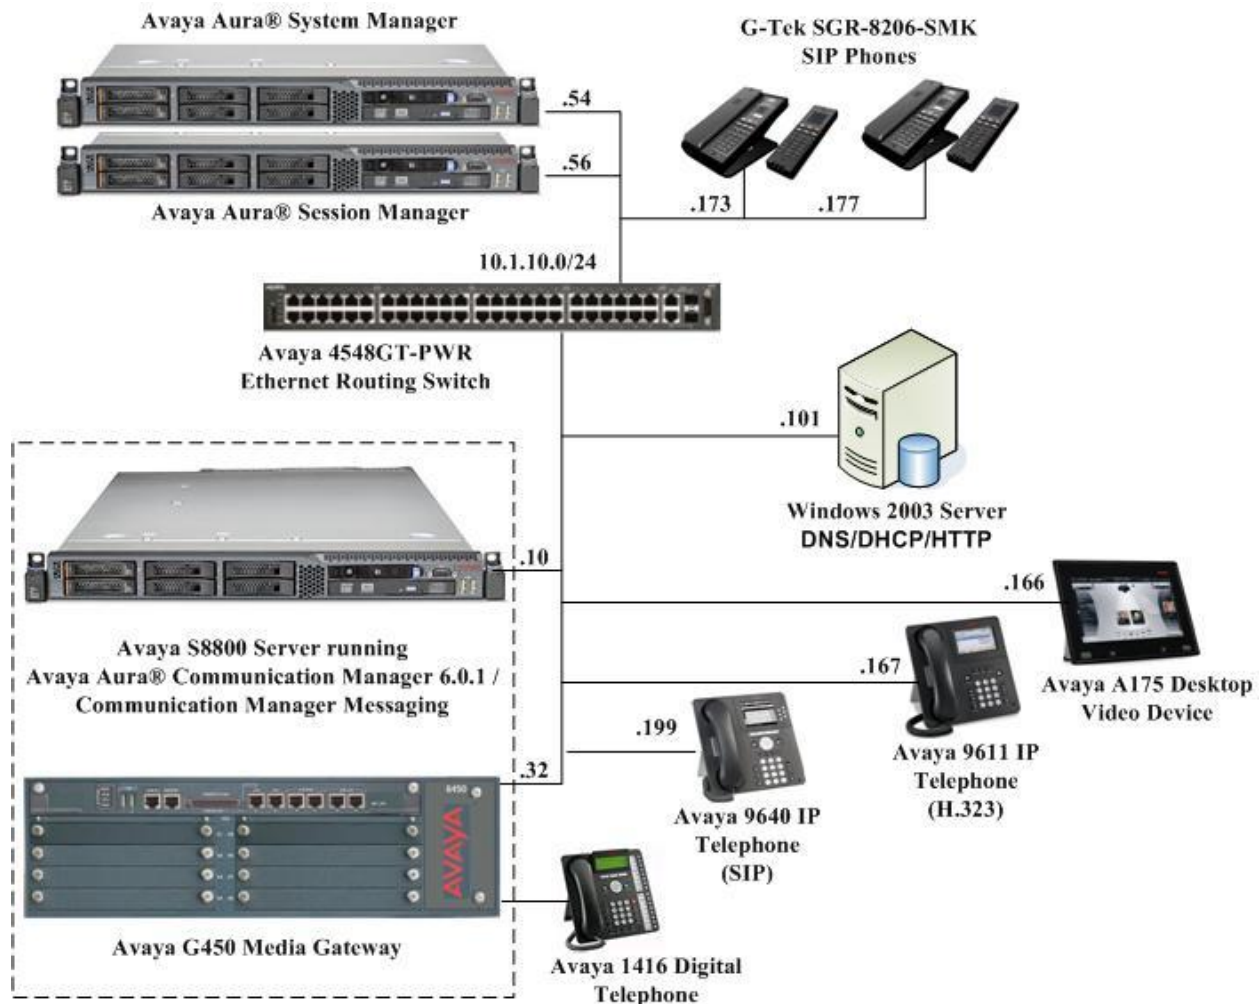 Avaya Aura® System Manager
G-Tek SGR-8206-SMK
SIP Phones
.54
.56
Avaya Aura® Session Manager
.173
.177
10.1.10.0/24
Avaya 4548GT-PWR
Ethernet Routing Switch
.101
Windows 2003 Server
DNS/DHCP/HTTP
.10
.166
Avaya S8800 Server running
Avaya Aura® Communication Manager 6.0.1 /
Communication Manager Messaging
.167
Avaya A175 Desktop
Video Device
.199
Avaya 9611 IP
Telephone
(H.323)
.32
Avaya 9640 IP
Telephone
(SIP)
G450
AVAYA
Avaya G450 Media Gateway
Avaya 1416 Digital
Telephone